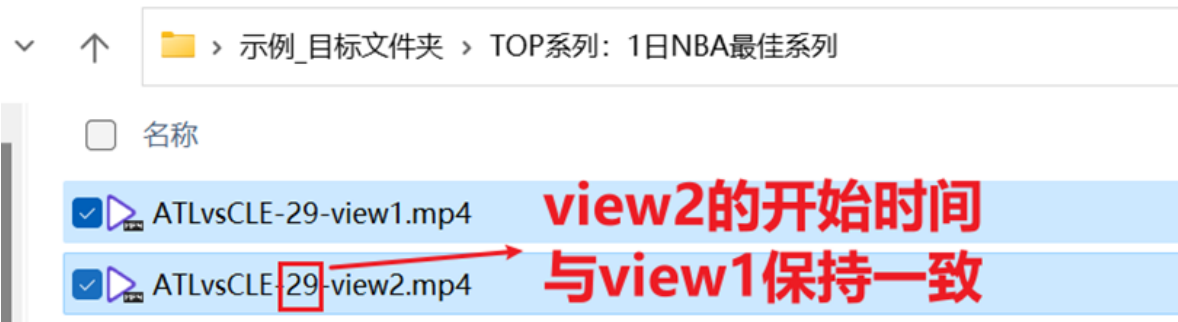 示例_目标文件夹 > TOP系列：1日NBA最佳系列
名称
ATLvsCLE-29-view1.mp4
view2的开始时间
ATLvsCLE-29-view2.mp4
与view1保持一致